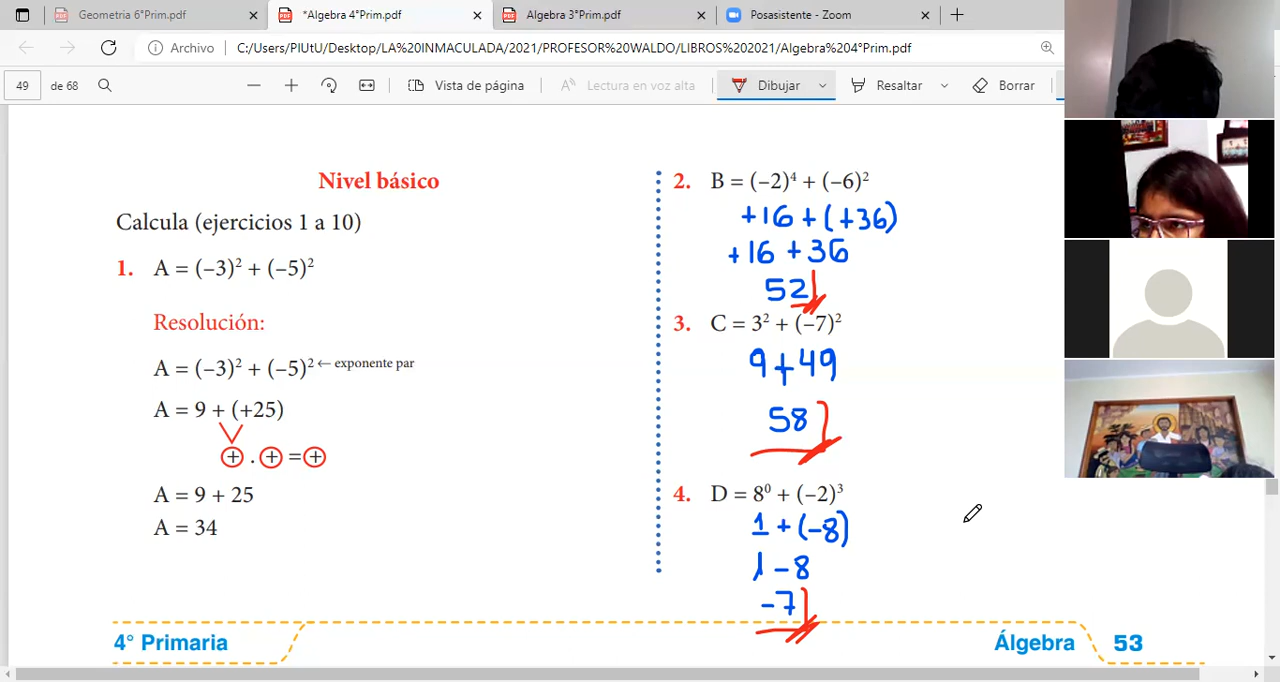 Geometria 6°Prim.pdf
*Algebra 4°Prim.pdf
Algebra 3°Prim.pdf
Posasistente - Zoom
Archivo
C:/Users/PIUtU/Desktop/LA%20INMACULADA/2021/PROFESOR%20WALDO/LIBROS%202021/Algebra%204°Prim.pdf
49 de 68
Vista de página
Lectura en voz alta
Dibujar
Resaltar
Borrar
Nivel básico
Calcula (ejercicios 1 a 10)
1. A = (–3)² + (–5)²
Resolución:
A = (–3)² + (–5)² ← exponente par
A = 9 + (+25)
+ . + = +
A = 9 + 25
A = 34
2. B = (–2)⁴ + (–6)²
+16 + (+36)
+16 + 36
52
3. C = 3² + (–7)²
9 + 49
58
4. D = 8⁰ + (–2)³
1 + (–8)
1 – 8
–7
4° Primaria
Álgebra 53